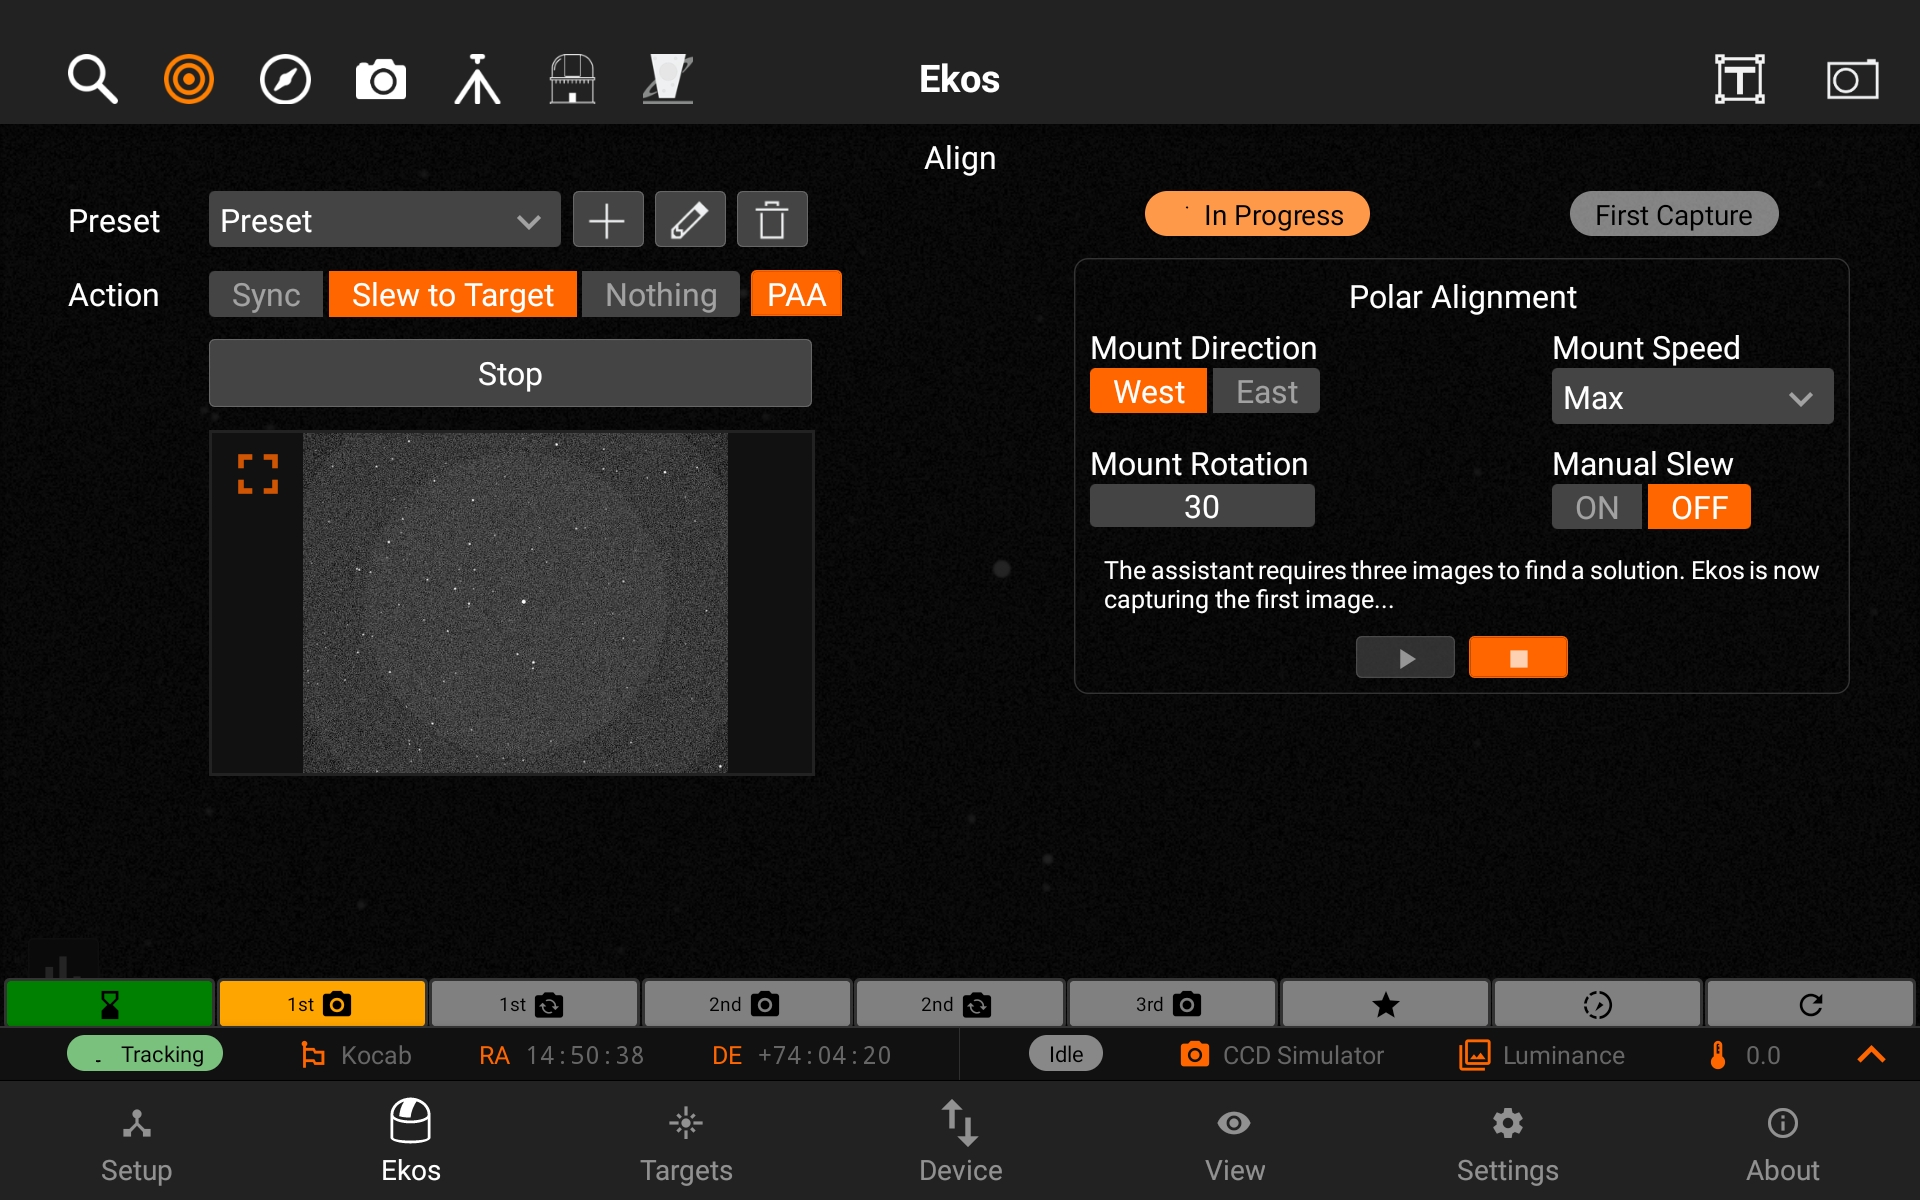 Ekos
Align
Preset
Preset
In Progress
First Capture
Action
Sync
Slew to Target
Nothing
PAA
Stop
Polar Alignment
Mount Direction
Mount Speed
West
East
Max
Mount Rotation
Manual Slew
30
ON
OFF
The assistant requires three images to find a solution. Ekos is now
capturing the first image...
1st
1st
2nd
2nd
3rd
Tracking
Kocab
RA 14:50:38
DE +74:04:20
Idle
CCD Simulator
Luminance
0.0
Setup
Ekos
Targets
Device
View
Settings
About